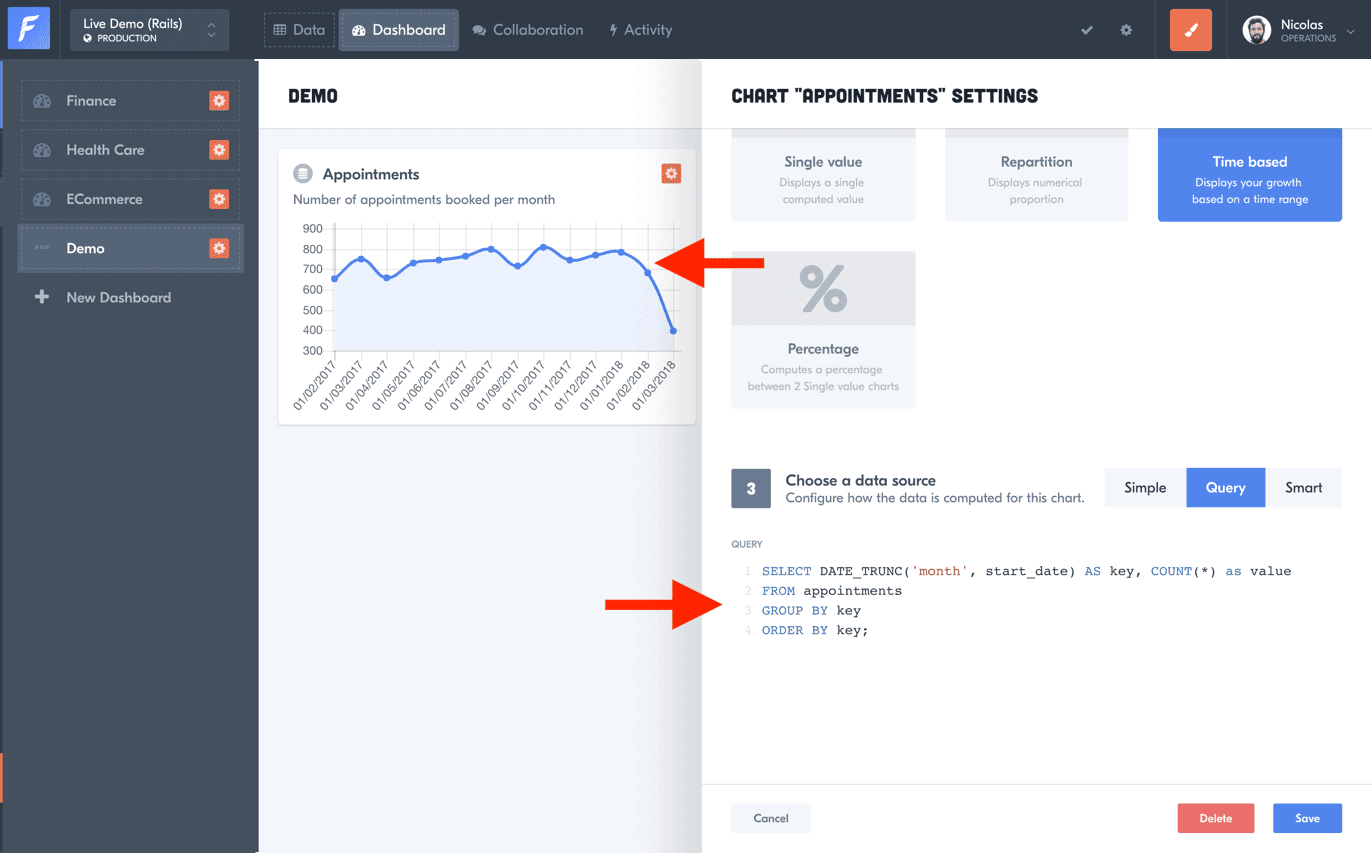 Live Demo (Rails)
PRODUCTION
Data
Dashboard
Collaboration
Activity
Nicolas
OPERATIONS
Finance
Health Care
ECommerce
Demo
New Dashboard
DEMO
Appointments
Number of appointments booked per month
900
800
700
600
500
400
300
01/02/2017
01/03/2017
01/04/2017
01/05/2017
01/06/2017
01/07/2017
01/08/2017
01/09/2017
01/10/2017
01/11/2017
01/12/2017
01/01/2018
01/02/2018
01/03/2018
CHART "APPOINTMENTS" SETTINGS
Single value
Displays a single
computed value
Repartition
Displays numerical
proportion
Time based
Displays your growth
based on a time range
%
Percentage
Computes a percentage
between 2 Single value charts
3
Choose a data source
Configure how the data is computed for this chart.
Simple
Query
Smart
QUERY
1 SELECT DATE_TRUNC('month', start_date) AS key, COUNT(*) as value
2 FROM appointments
3 GROUP BY key
4 ORDER BY key;
Cancel
Delete
Save